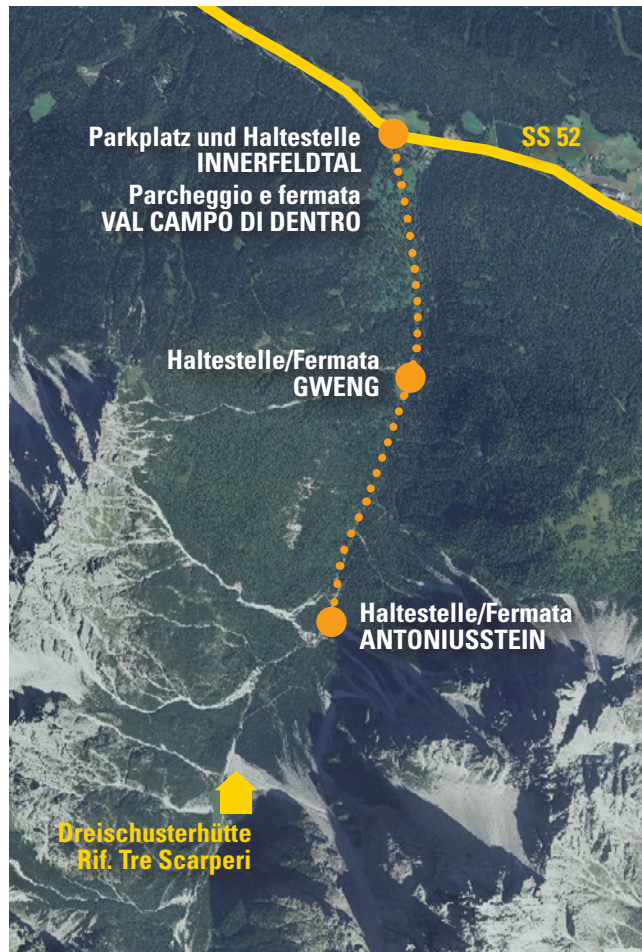 Parkplatz und Haltestelle
INNERFELDTAL
Parcheggio e fermata
VAL CAMPO DI DENTRO
SS 52
Haltestelle/Fermata
GWENG
Haltestelle/Fermata
ANTONIUSSTEIN
Dreischusterhütte
Rif. Tre Scarperi